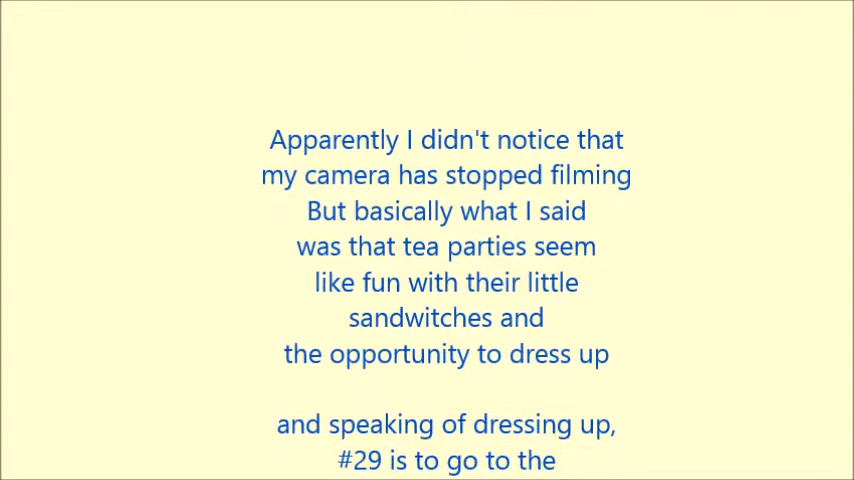 Apparently I didn't notice that
my camera has stopped filming
But basically what I said
was that tea parties seem
like fun with their little
sandwitches and
the opportunity to dress up
and speaking of dressing up,
#29 is to go to the